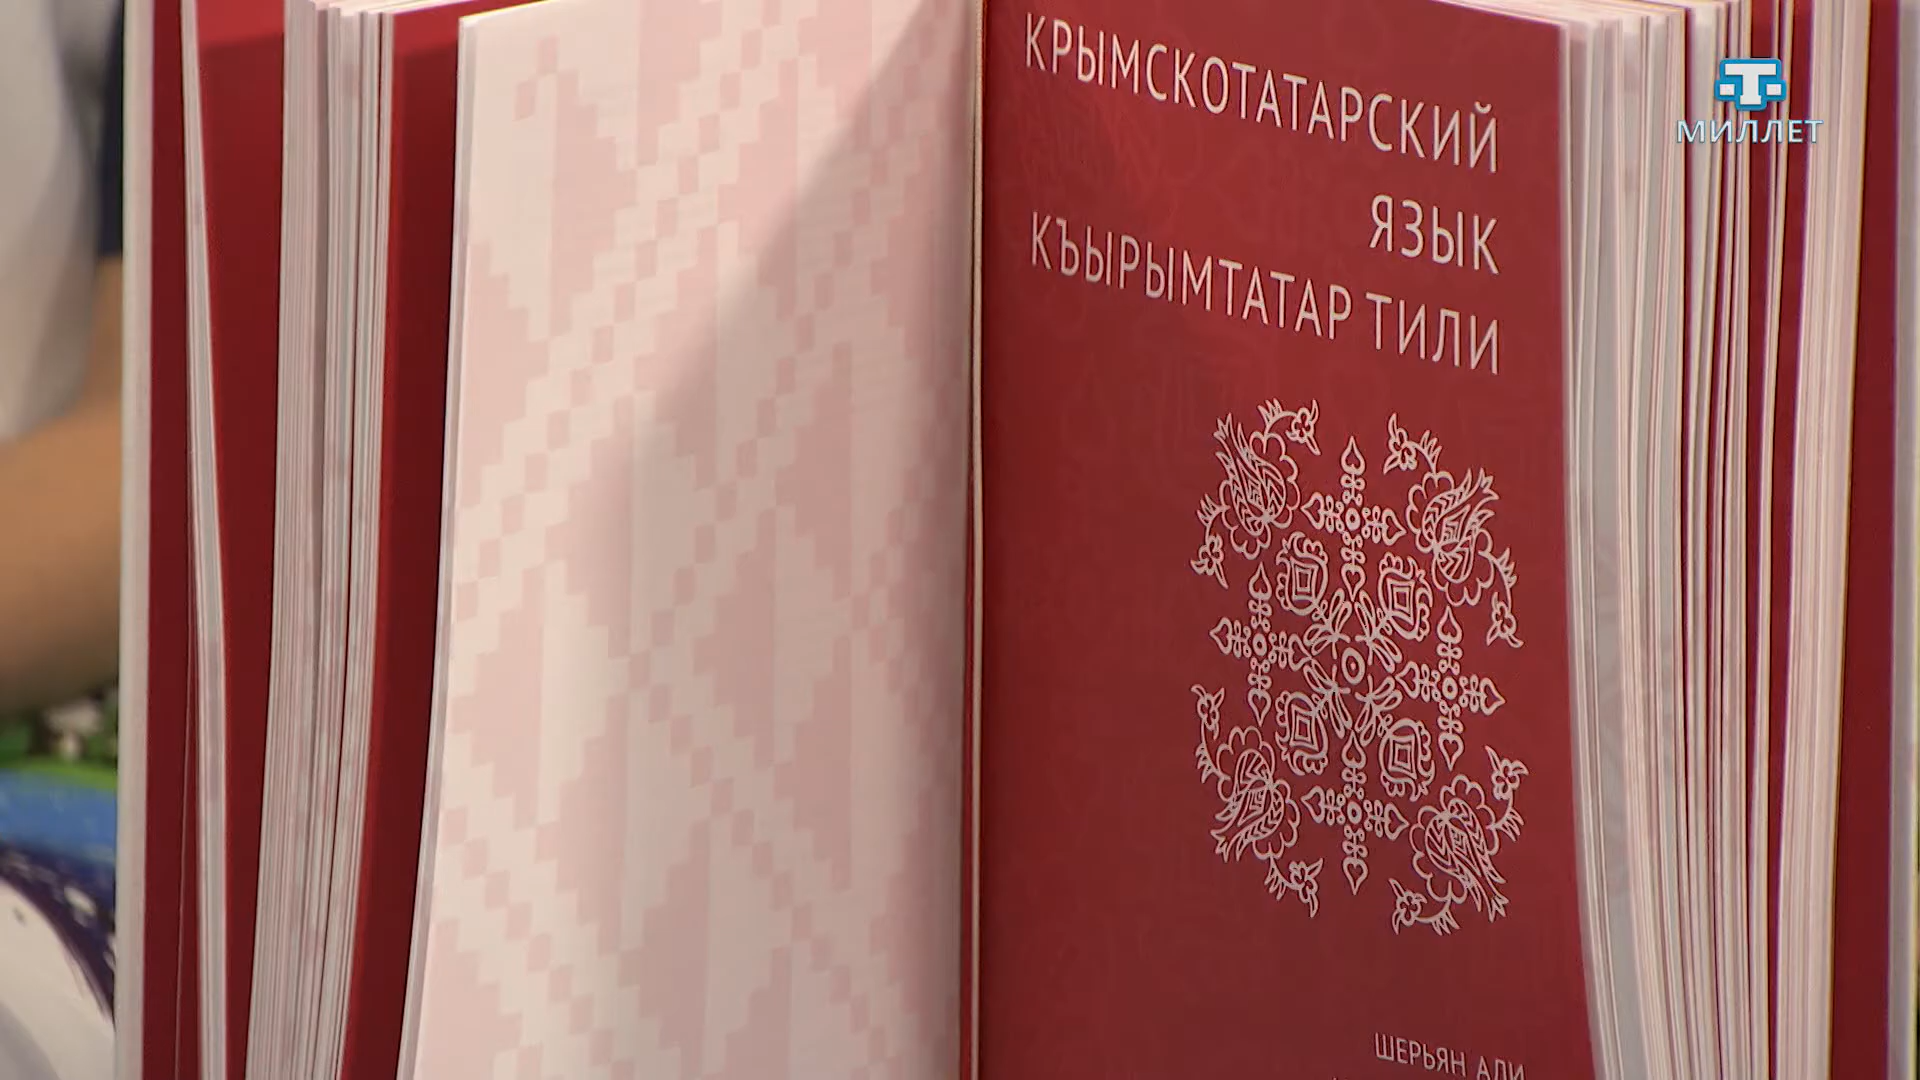 КРЫМСКОТАТАРСКИЙ
ЯЗЫК
КЪЫРЫМТАТАР ТИЛИ
ШЕРЬЯН АЛИ
Т
МИЛЛЕТ